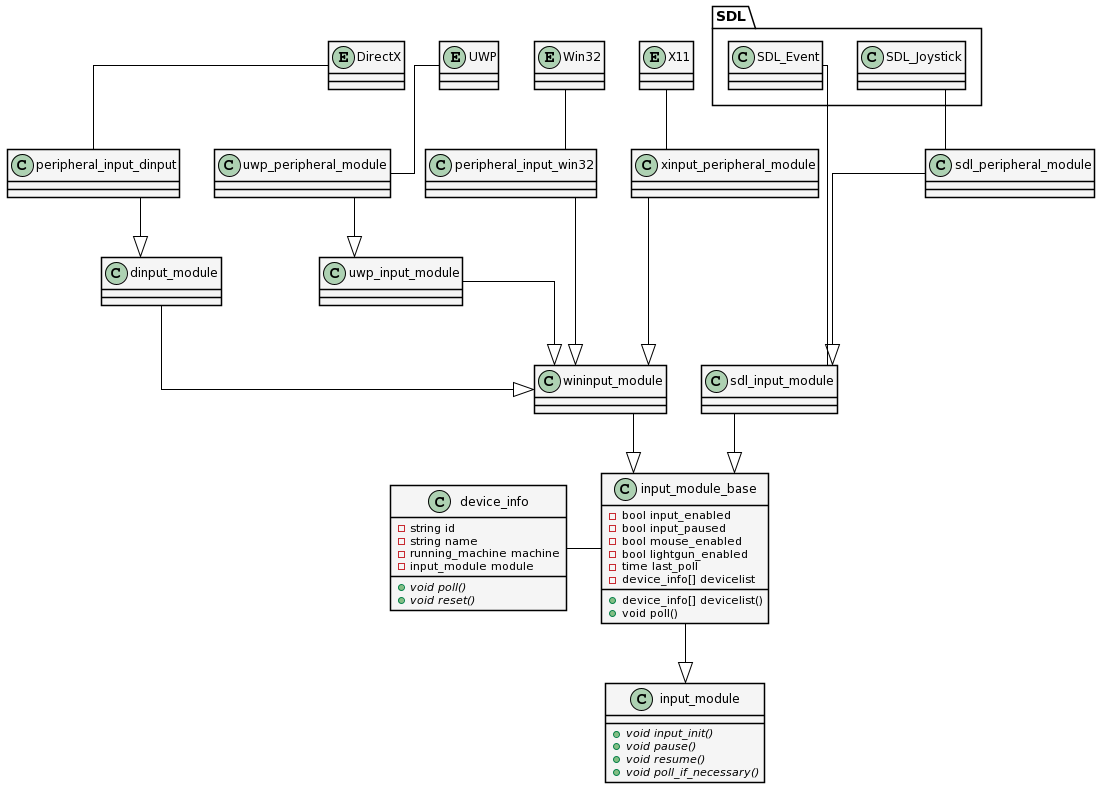 SDL
E DirectX
E UWP
E Win32
E X11
C SDL_Event
C SDL_Joystick
C peripheral_input_dinput
C uwp_peripheral_module
C peripheral_input_win32
C xinput_peripheral_module
C sdl_peripheral_module
C dinput_module
C uwp_input_module
C wininput_module
C sdl_input_module
C device_info
string id
string name
running_machine machine
input_module module
void poll()
void reset()
C input_module_base
bool input_enabled
bool input_paused
bool mouse_enabled
bool lightgun_enabled
time last_poll
device_info[] devicelist
device_info[] devicelist()
void poll()
C input_module
void input_init()
void pause()
void resume()
void poll_if_necessary()